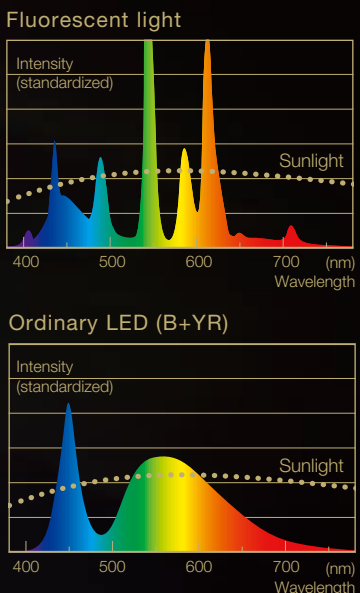 Fluorescent light
Intensity
(standardized)
Sunlight
400 500 600 700 (nm)
Wavelength
Ordinary LED (B+YR)
Intensity
(standardized)
Sunlight
400 500 600 700 (nm)
Wavelength